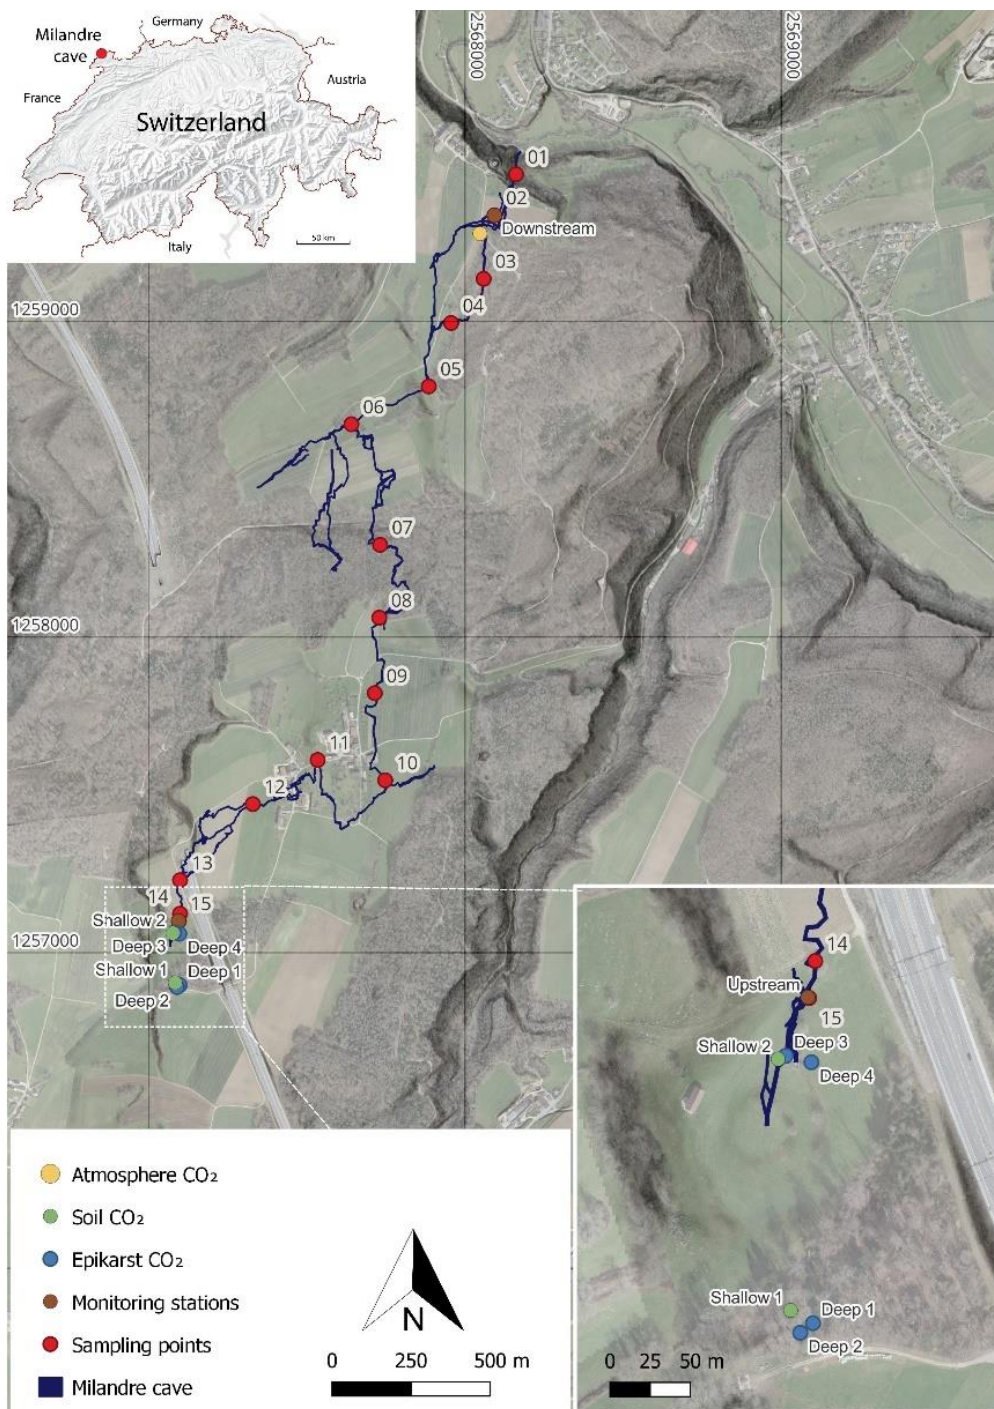 Germany
Milandre
cave
Austria
France
Switzerland
Italy
50 km
2568000
2569000
01
02
Downstream
03
1259000
04
05
06
07
08
1258000
09
11
10
12
13
14
15
Shallow 2
Deep 3
Deep 4
1257000
Shallow 1
Deep 1
Deep 2
14
Upstream
15
Shallow 2
Deep 3
Deep 4
Shallow 1
Deep 1
Deep 2
Atmosphere CO₂
Soil CO₂
Epikarst CO₂
Monitoring stations
Sampling points
Milandre cave
N
0 250 500 m
0 25 50 m